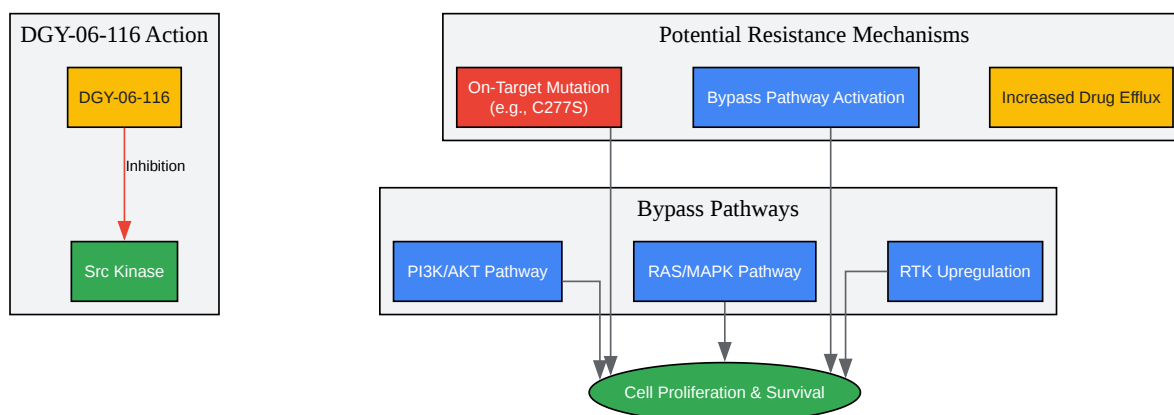 DGY-06-116 Action
DGY-06-116
Inhibition
Src Kinase
Potential Resistance Mechanisms
On-Target Mutation
(e.g., C277S)
Bypass Pathway Activation
Increased Drug Efflux
Bypass Pathways
PI3K/AKT Pathway
RAS/MAPK Pathway
RTK Upregulation
Cell Proliferation & Survival